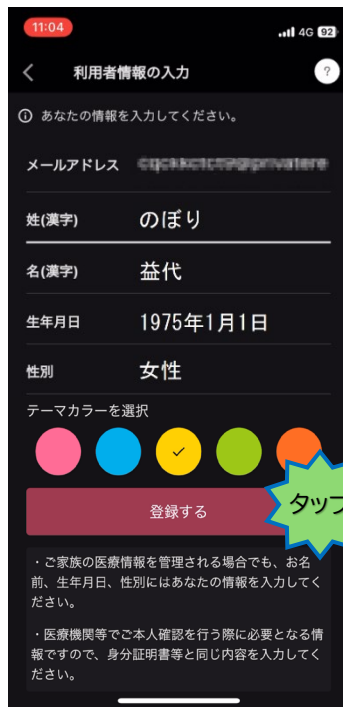 11:04 4G 92
利用者情報の入力 ?
あなたの情報を入力してください。
メールアドレス
姓(漢字) のぼり
名(漢字) 益代
生年月日 1975年1月1日
性別 女性
テーマカラーを選択
登録する
タップ
・ご家族の医療情報を管理される場合でも、お名
前、生年月日、性別にはあなたの情報を入力してく
ださい。
・医療機関等でご本人確認を行う際に必要となる情
報ですので、身分証明書等と同じ内容を入力してく
ださい。